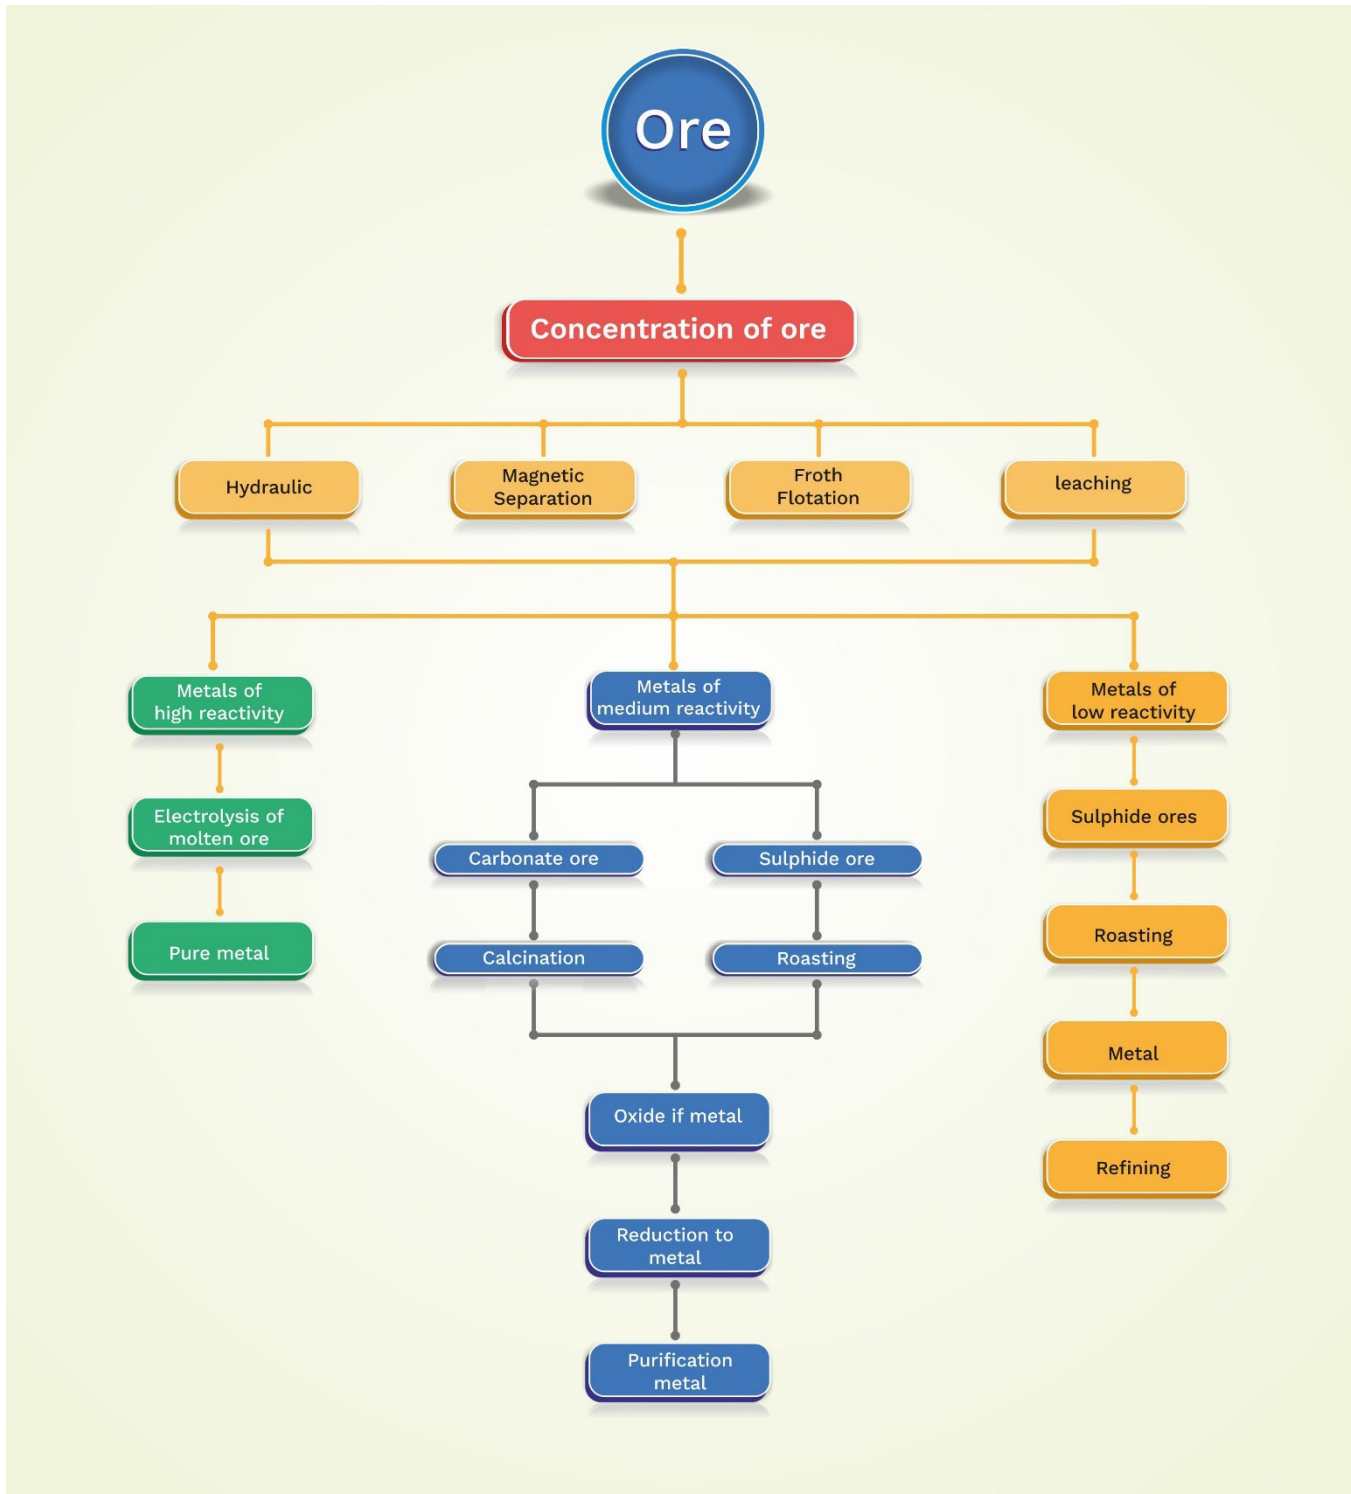 Ore
Concentration of ore
Hydraulic
Magnetic
Separation
Froth
Flotation
leaching
Metals of
high reactivity
Metals of
medium reactivity
Metals of
low reactivity
Electrolysis of
molten ore
Sulphide ores
Carbonate ore
Sulphide ore
Pure metal
Calcination
Roasting
Roasting
Metal
Oxide if metal
Refining
Reduction to
metal
Purification
metal